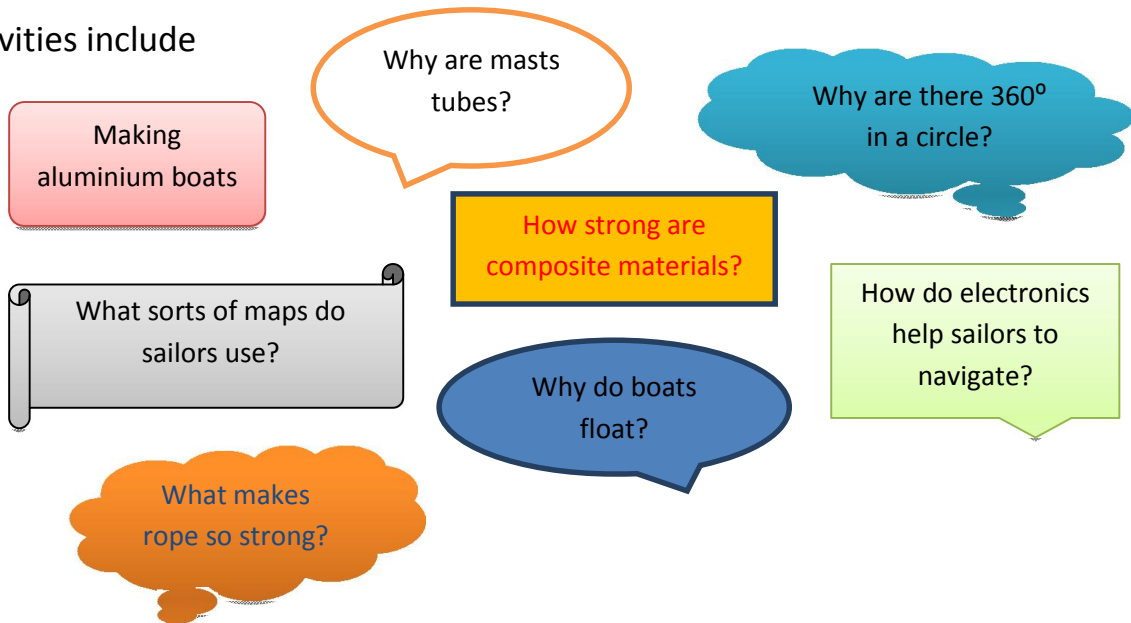 vities include
Why are masts
tubes?
Why are there 360º
in a circle?
Making
aluminium boats
How strong are
composite materials?
What sorts of maps do
sailors use?
How do electronics
help sailors to
navigate?
Why do boats
float?
What makes
rope so strong?